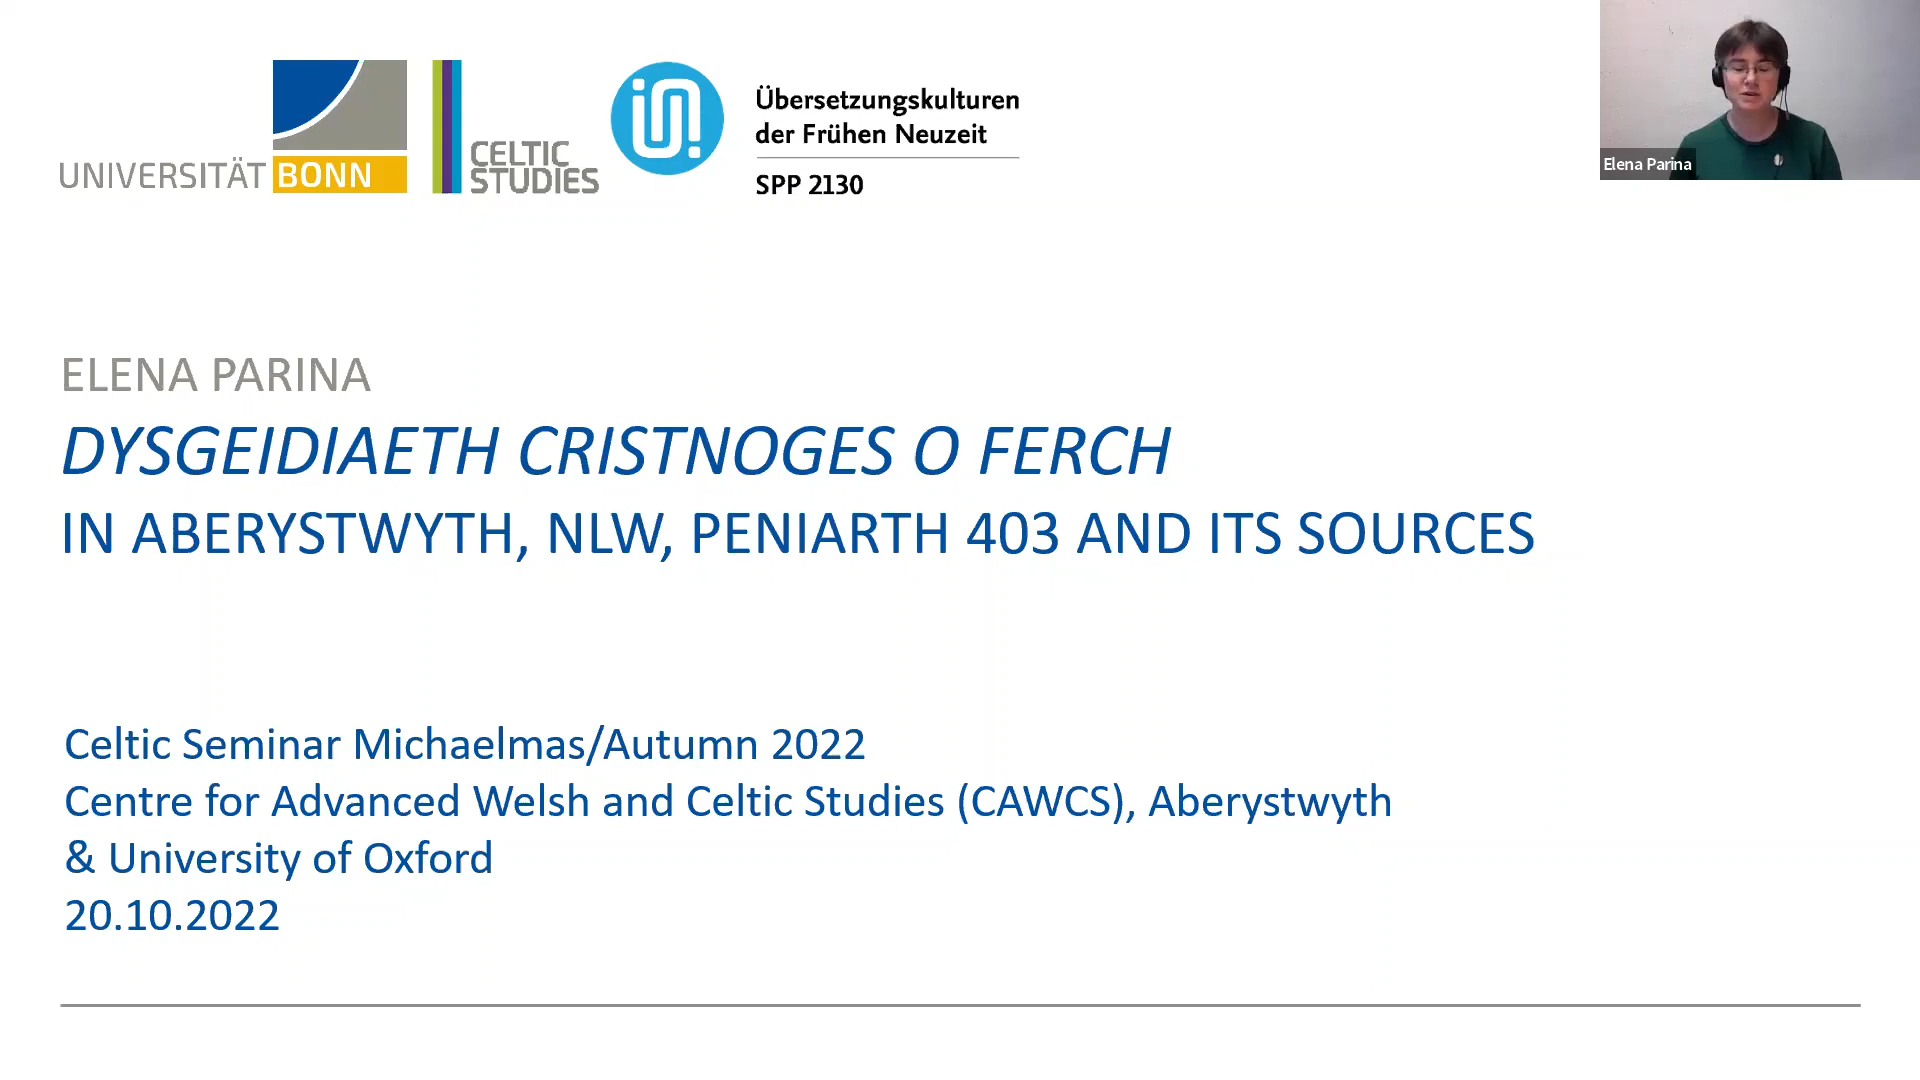 UNIVERSITÄT BONN
CELTIC
STUDIES
Übersetzungskulturen
der Frühen Neuzeit
SPP 2130
Elena Parina
ELENA PARINA
DYSGEIDIAETH CRISTNOGES O FERCH
IN ABERYSTWYTH, NLW, PENIARTH 403 AND ITS SOURCES
Celtic Seminar Michaelmas/Autumn 2022
Centre for Advanced Welsh and Celtic Studies (CAWCS), Aberystwyth
& University of Oxford
20.10.2022